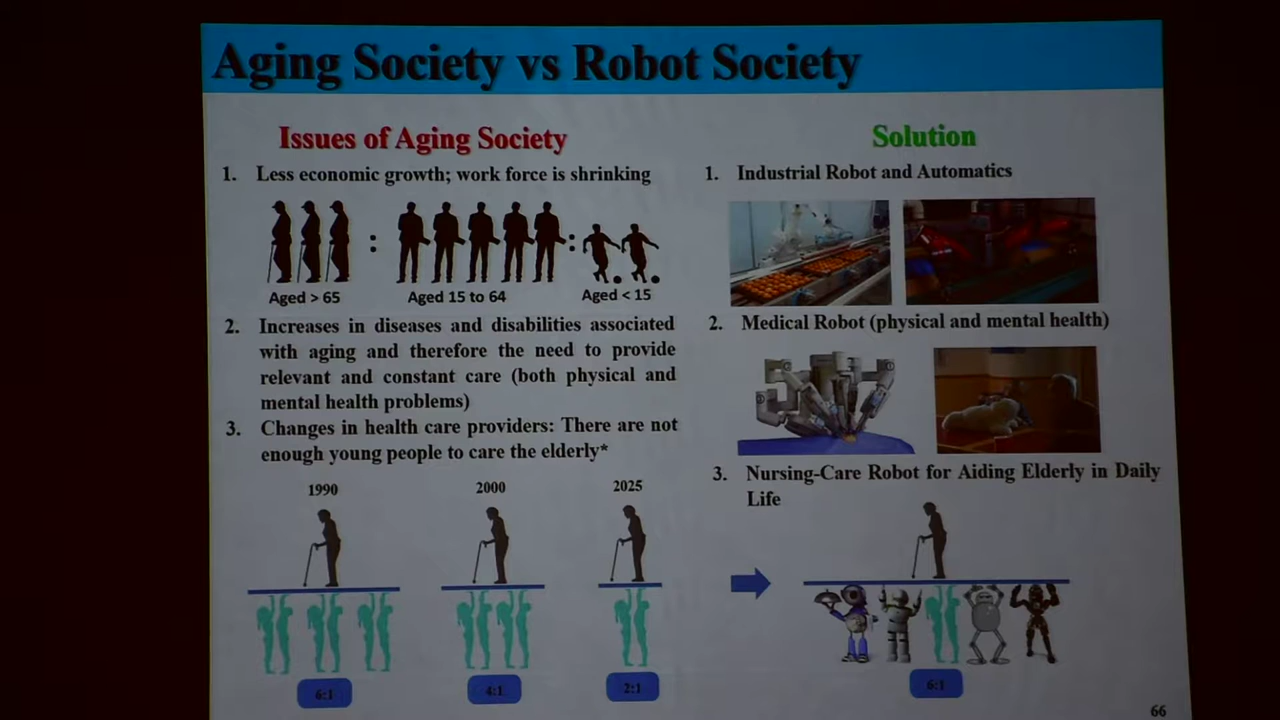 Aging Society vs Robot Society
Issues of Aging Society
1. Less economic growth; work force is shrinking
: :
Aged > 65 Aged 15 to 64 Aged < 15
2. Increases in diseases and disabilities associated
with aging and therefore the need to provide
relevant and constant care (both physical and
mental health problems)
3. Changes in health care providers: There are not
enough young people to care the elderly*
1990 2000 2025
6:1 4:1 2:1
Solution
1. Industrial Robot and Automatics
2. Medical Robot (physical and mental health)
3. Nursing-Care Robot for Aiding Elderly in Daily
Life
6:1
66